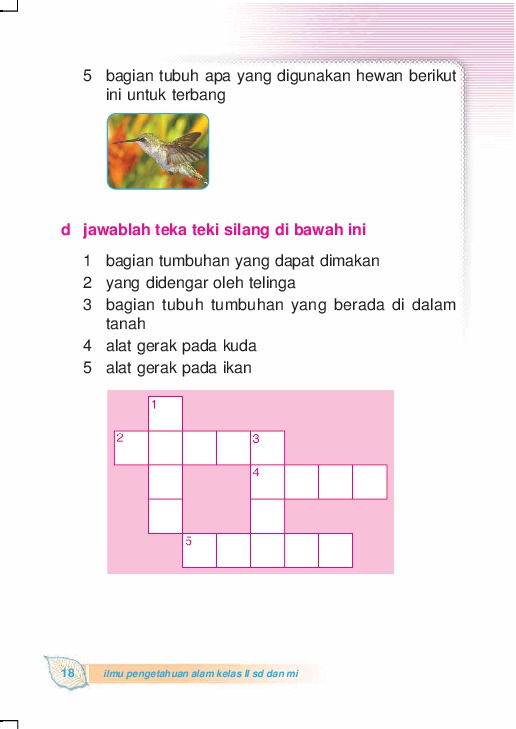 5 bagian tubuh apa yang digunakan hewan berikut
ini untuk terbang
d jawablah teka teki silang di bawah ini
1 bagian tumbuhan yang dapat dimakan
2 yang didengar oleh telinga
3 bagian tubuh tumbuhan yang berada di dalam
tanah
4 alat gerak pada kuda
5 alat gerak pada ikan
1
2
3
4
5
18 ilmu pengetahuan alam kelas II sd dan mi